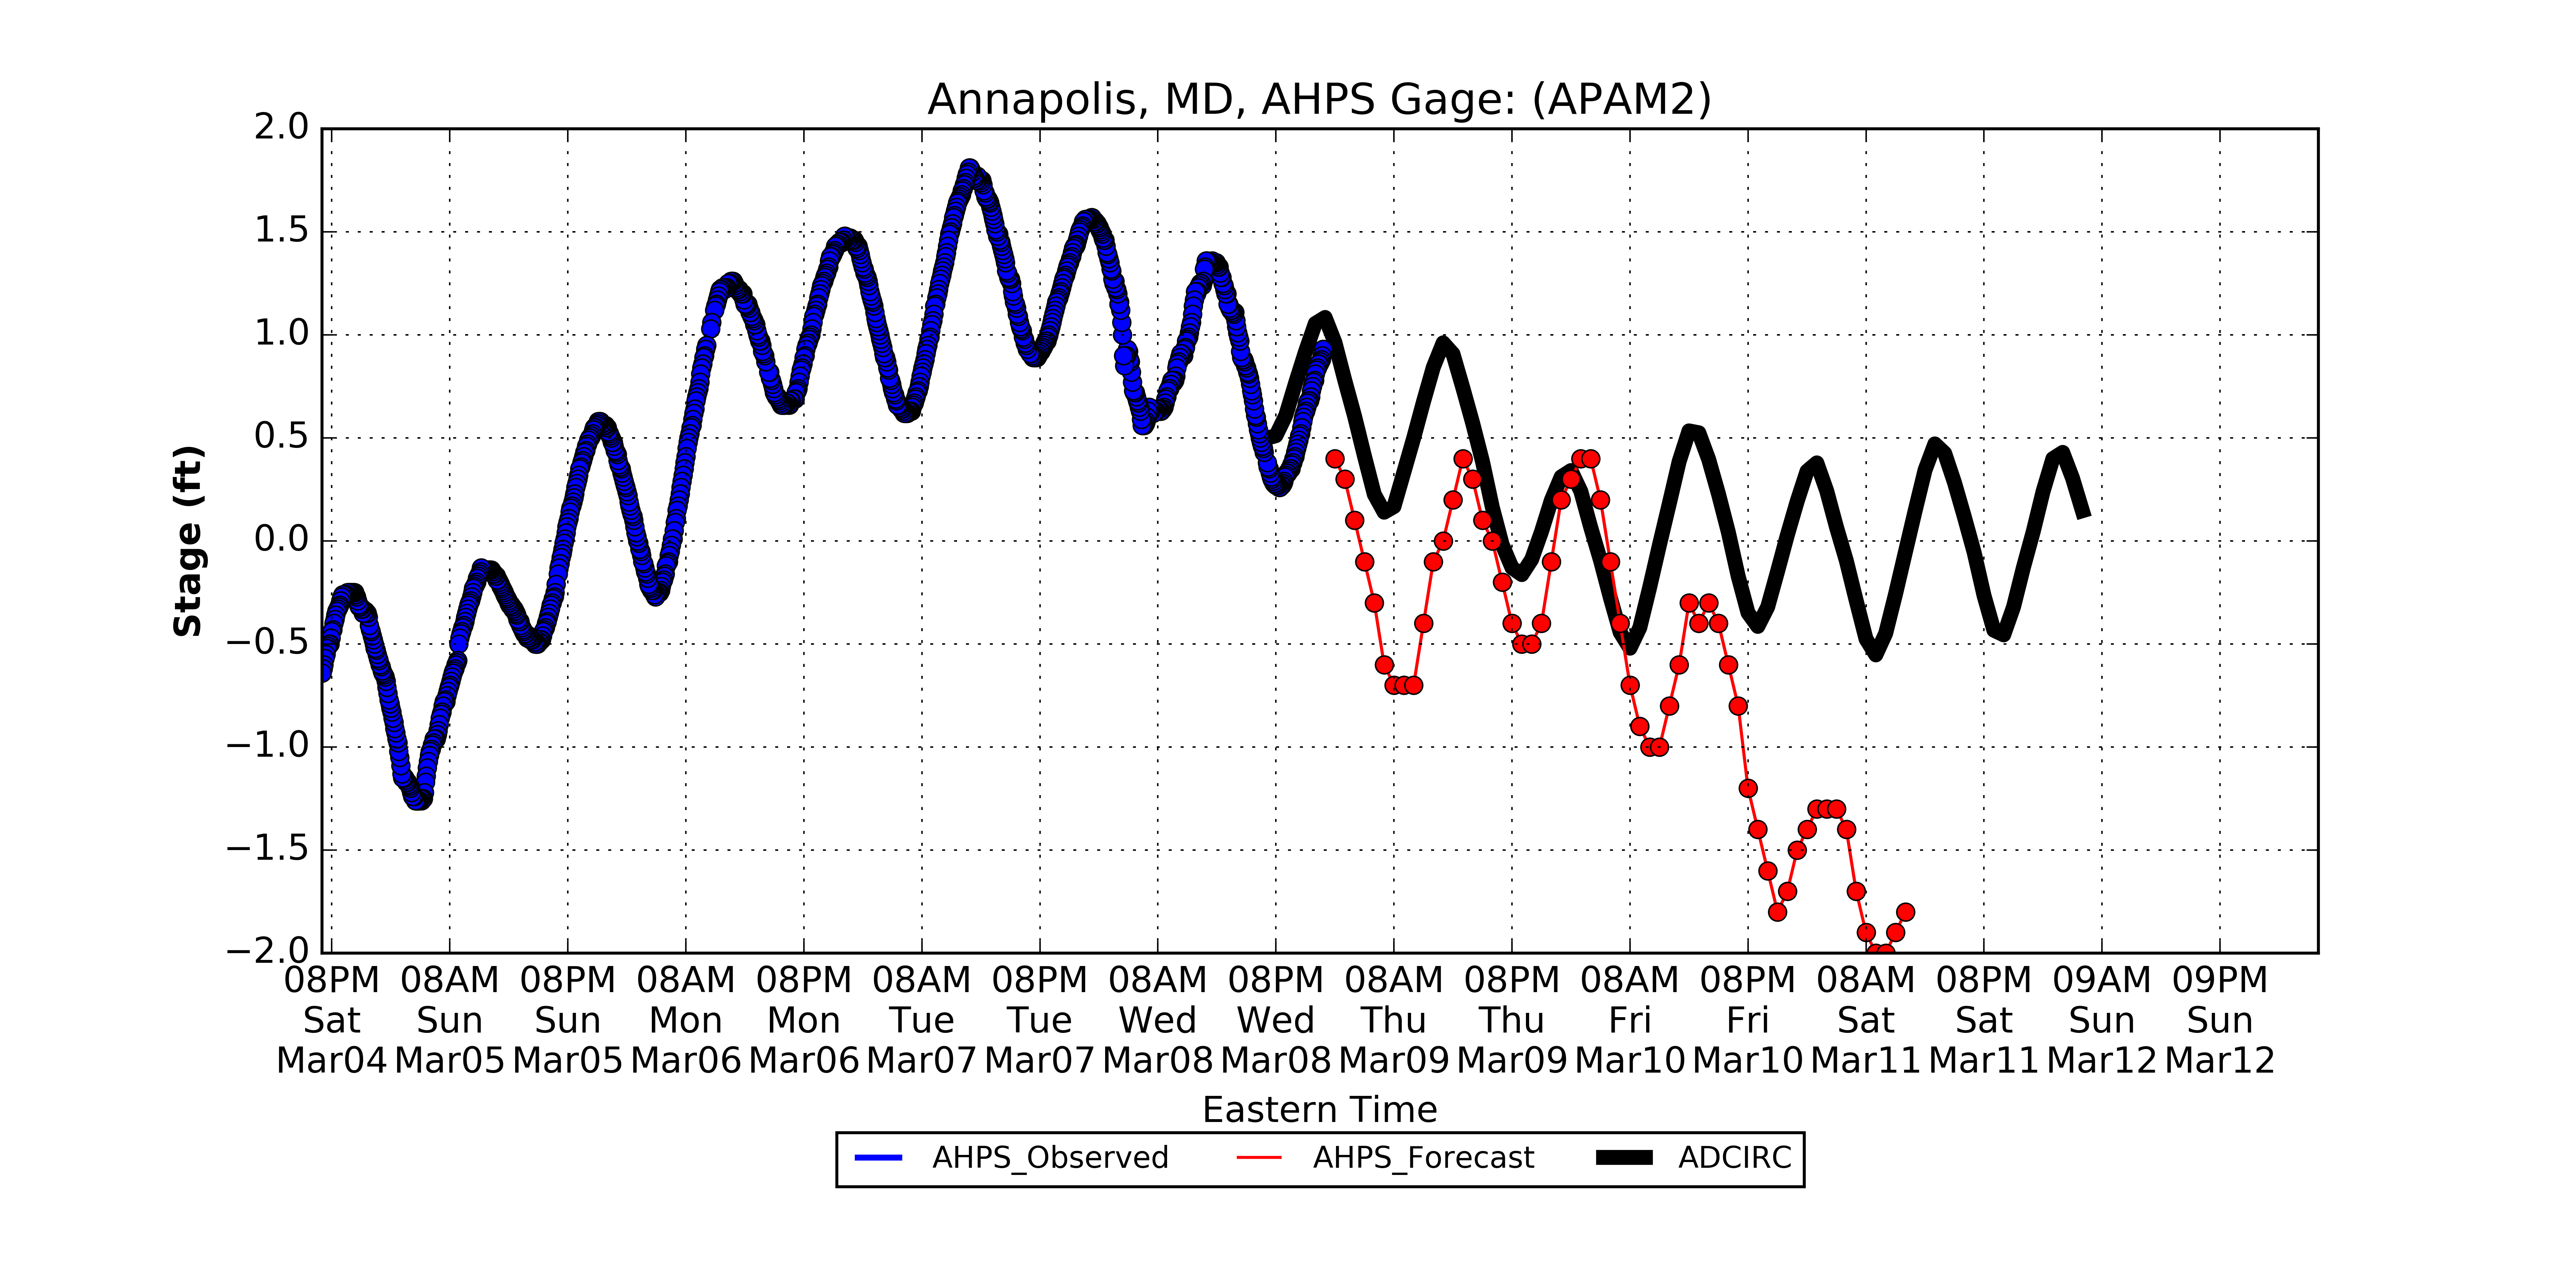 Annapolis, MD, AHPS Gage: (APAM2)
2.0
1.5
1.0
0.5
0.0
−0.5
−1.0
−1.5
−2.0
Stage (ft)
08PM 08AM 08PM 08AM 08PM 08AM 08PM 08AM 08PM 08AM 08PM 08AM 08PM 08AM 08PM 09AM 09PM
Sat Sun Sun Mon Mon Tue Tue Wed Wed Thu Thu Fri Fri Sat Sat Sun Sun
Mar04 Mar05 Mar05 Mar06 Mar06 Mar07 Mar07 Mar08 Mar08 Mar09 Mar09 Mar10 Mar10 Mar11 Mar11 Mar12 Mar12
Eastern Time
AHPS_Observed AHPS_Forecast ADCIRC